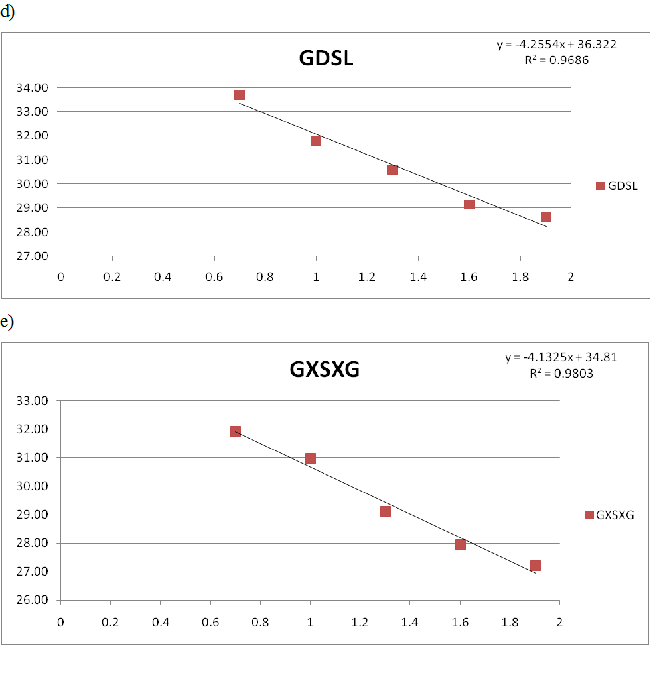 d)
GDSL
y = -4.2554x + 36.322
R² = 0.9686
34.00
33.00
32.00
31.00
30.00
29.00
28.00
27.00
0 0.2 0.4 0.6 0.8 1 1.2 1.4 1.6 1.8 2
GDSL
e)
GXSXG
y = -4.1325x + 34.81
R² = 0.9803
33.00
32.00
31.00
30.00
29.00
28.00
27.00
26.00
0 0.2 0.4 0.6 0.8 1 1.2 1.4 1.6 1.8 2
GXSXG